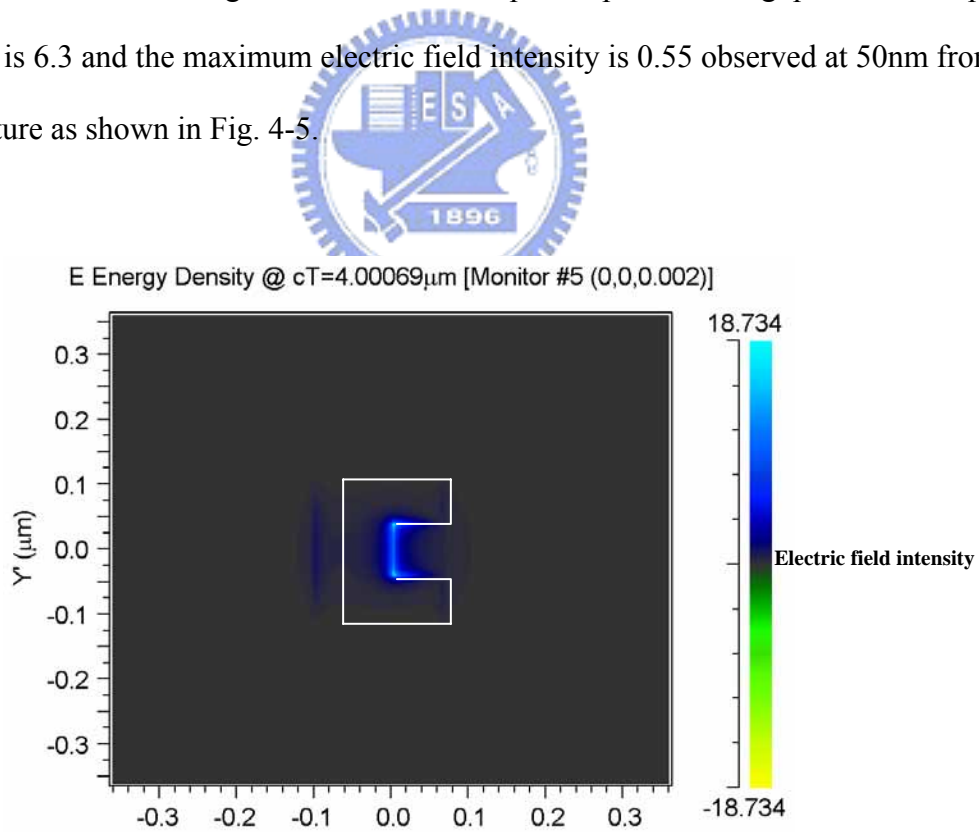 is 6.3 and the maximum electric field intensity is 0.55 observed at 50nm
ture as shown in Fig. 4-5.
E S A
1896
E Energy Density @ cT=4.00069µm [Monitor #5 (0,0,0.002)]
18.734
0.3
0.2
0.1
0.0
-0.1
-0.2
-0.3
Y' (µm)
Electric field intensity
-18.734
-0.3 -0.2 -0.1 0.0 0.1 0.2 0.3